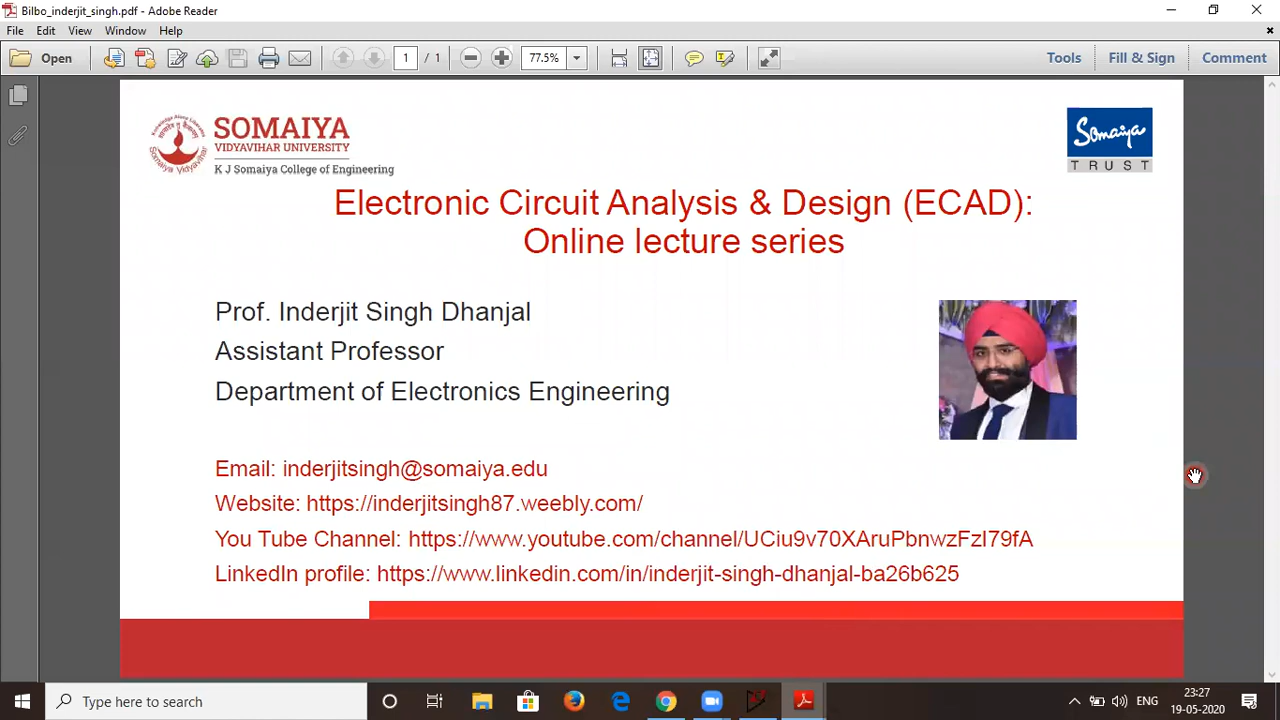 Bilbo_inderjit_singh.pdf - Adobe Reader
File Edit View Window Help
Open 1 / 1 77.5% Tools Fill & Sign Comment
SOMAIYA
VIDYAVIHAR UNIVERSITY
K J Somaiya College of Engineering
Somaiya
TRUST
Electronic Circuit Analysis & Design (ECAD):
Online lecture series
Prof. Inderjit Singh Dhanjal
Assistant Professor
Department of Electronics Engineering
Email: inderjitsingh@somaiya.edu
Website: https://inderjitsingh87.weebly.com/
You Tube Channel: https://www.youtube.com/channel/UCiu9v70XAruPbnwzFzI79fA
LinkedIn profile: https://www.linkedin.com/in/inderjit-singh-dhanjal-ba26b625
Type here to search
ENG
23:27
19-05-2020